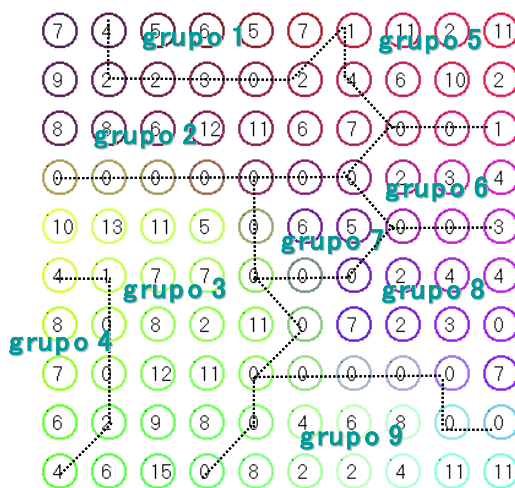 7 4 5 6 5 7 1 11 2 11
grupo 1 grupo 5
9 2 2 3 0 2 4 6 10 2
8 8 6 12 11 6 7 0 0 1
grupo 2
0 0 0 0 0 0 0 2 3 4
grupo 6
10 13 11 5 0 6 5 0 0 3
grupo 7
4 1 7 7 0 0 0 2 4 4
grupo 3 grupo 8
8 0 8 2 11 0 7 2 3 0
grupo 4
7 0 12 11 0 0 0 0 0 7
6 2 9 8 0 4 6 8 0 0
grupo 9
4 6 15 0 8 2 2 4 11 11